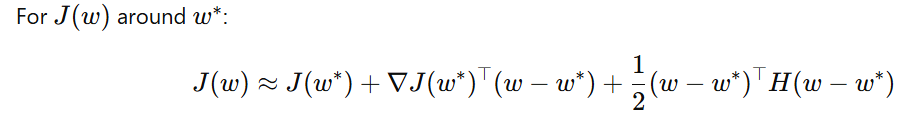 For J(w) around w*:
J(w) ≈ J(w*) + ∇J(w*)⊤(w − w*) + 1/2(w − w*)⊤H(w − w*)